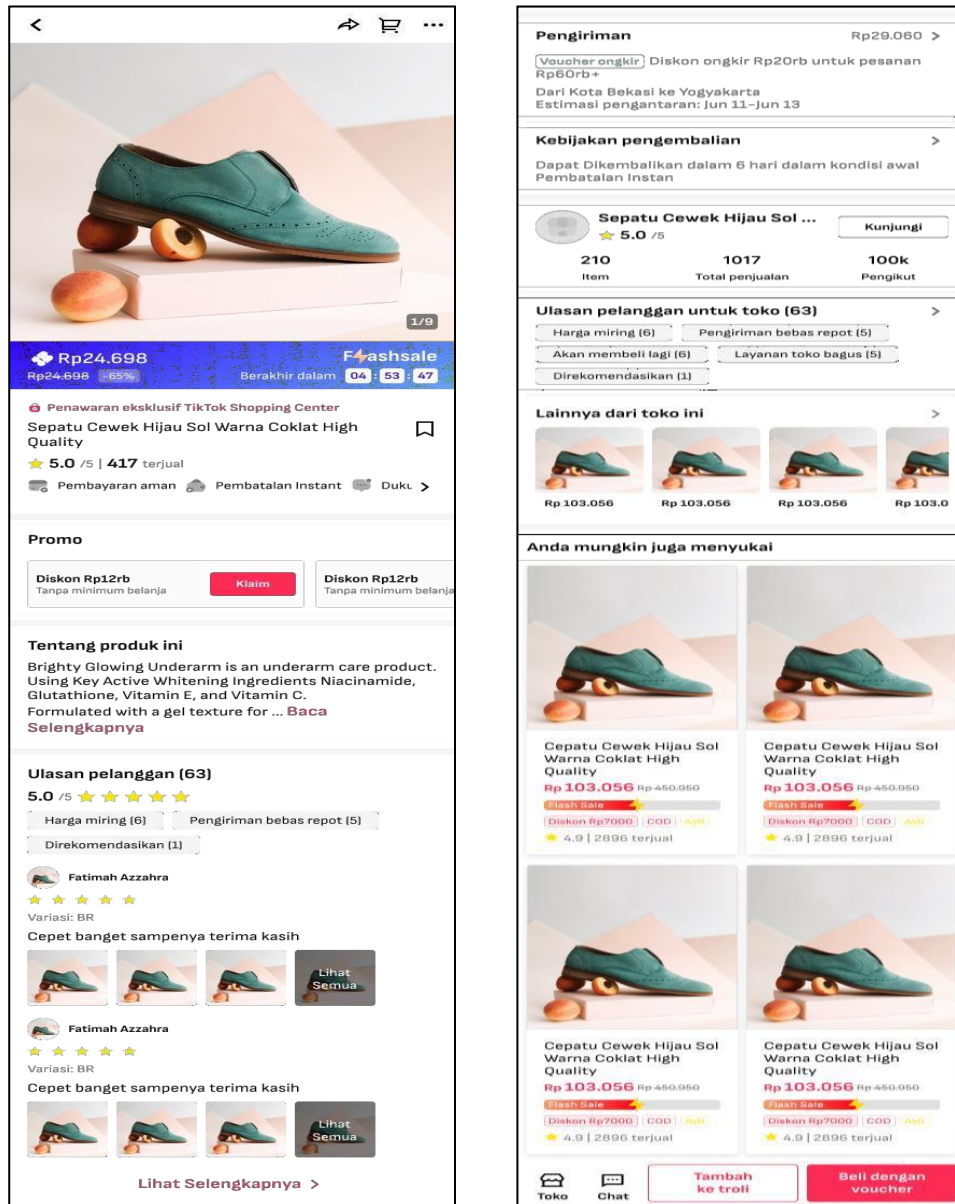 1/9
Rp24.698
Flashsale
Rp24.698 -65%
Berakhir dalam 04 : 53 : 47
Penawaran eksklusif TikTok Shopping Center
Sepatu Cewek Hijau Sol Warna Coklat High
Quality
5.0 /5 | 417 terjual
Pembayaran aman Pembatalan Instant Duku >
Promo
Diskon Rp12rb
Tanpa minimum belanja
Klaim
Diskon Rp12rb
Tanpa minimum belanja
Tentang produk ini
Brighty Glowing Underarm is an underarm care product.
Using Key Active Whitening Ingredients Niacinamide,
Glutathione, Vitamin E, and Vitamin C.
Formulated with a gel texture for ... Baca
Selengkapnya
Ulasan pelanggan (63)
5.0 /5
Harga miring (6) Pengiriman bebas repot (5)
Direkomendasikan (1)
Fatimah Azzahra
Variasi: BR
Cepet banget sampenya terima kasih
Lihat
Semua
Fatimah Azzahra
Variasi: BR
Cepet banget sampenya terima kasih
Lihat
Semua
Lihat Selengkapnya >
Pengiriman Rp29.060 >
Voucher ongkir Diskon ongkir Rp20rb untuk pesanan
Rp60rb+
Dari Kota Bekasi ke Yogyakarta
Estimasi pengantaran: Jun 11-Jun 13
Kebijakan pengembalian >
Dapat Dikembalikan dalam 6 hari dalam kondisi awal
Pembatalan Instan
Sepatu Cewek Hijau Sol ...
5.0 /5
Kunjungi
210 1017 100k
Item Total penjualan Pengikut
Ulasan pelanggan untuk toko (63) >
Harga miring (6) Pengiriman bebas repot (5)
Akan membeli lagi (6) Layanan toko bagus (5)
Direkomendasikan (1)
Lainnya dari toko ini >
Rp 103.056 Rp 103.056 Rp 103.056 Rp 103.0
Anda mungkin juga menyukai
Cepatu Cewek Hijau Sol
Warna Coklat High
Quality
Rp 103.056 Rp 450.950
Flash Sale
Diskon Rp7000 COD Asli
4.9 | 2896 terjual
Cepatu Cewek Hijau Sol
Warna Coklat High
Quality
Rp 103.056 Rp 450.950
Flash Sale
Diskon Rp7000 COD Asli
4.9 | 2896 terjual
Cepatu Cewek Hijau Sol
Warna Coklat High
Quality
Rp 103.056 Rp 450.950
Flash Sale
Diskon Rp7000 COD Asli
4.9 | 2896 terjual
Cepatu Cewek Hijau Sol
Warna Coklat High
Quality
Rp 103.056 Rp 450.950
Flash Sale
Diskon Rp7000 COD Asli
4.9 | 2896 terjual
Toko
Chat
Tambah
ke troli
Beli dengan
voucher